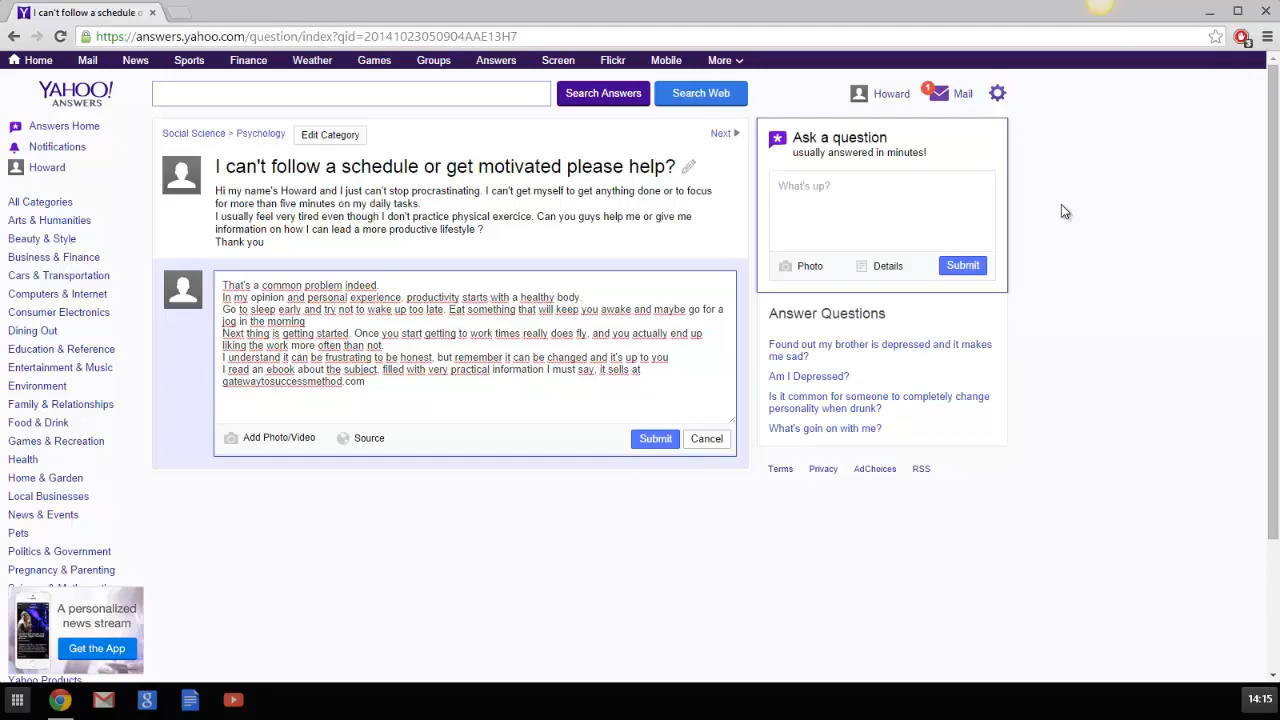 I can't follow a schedule o
https://answers.yahoo.com/question/index?qid=20141023050904AAE13H7
3
Home Mail News Sports Finance Weather Games Groups Answers Screen Flickr Mobile More
YAHOO!
ANSWERS
Search Answers
Search Web
Howard
1
Mail
Answers Home
Notifications
Howard
All Categories
Arts & Humanities
Beauty & Style
Business & Finance
Cars & Transportation
Computers & Internet
Consumer Electronics
Dining Out
Education & Reference
Entertainment & Music
Environment
Family & Relationships
Food & Drink
Games & Recreation
Health
Home & Garden
Local Businesses
News & Events
Pets
Politics & Government
Pregnancy & Parenting
A personalized
news stream
Get the App
Yahoo Products
Social Science > Psychology
Edit Category
Next
I can't follow a schedule or get motivated please help?
Hi my name's Howard and I just can't stop procrastinating. I can't get myself to get anything done or to focus
for more than five minutes on my daily tasks.
I usually feel very tired even though I don't practice physical exercice. Can you guys help me or give me
information on how I can lead a more productive lifestyle ?
Thank you
That's a common problem indeed.
In my opinion and personal experience, productivity starts with a healthy body.
Go to sleep early and try not to wake up too late. Eat something that will keep you awake and maybe go for a
jog in the morning
Next thing is getting started. Once you start getting to work times really does fly, and you actually end up
liking the work more often than not.
I understand it can be frustrating to be honest, but remember it can be changed and it's up to you
I read an ebook about the subject, filled with very practical information I must say, it sells at
gatewaytosuccessmethod.com
Add Photo/Video
Source
Submit
Cancel
Ask a question
usually answered in minutes!
What's up?
Photo
Details
Submit
Answer Questions
Found out my brother is depressed and it makes
me sad?
Am I Depressed?
Is it common for someone to completely change
personality when drunk?
What's goin on with me?
Terms Privacy AdChoices RSS
14:15